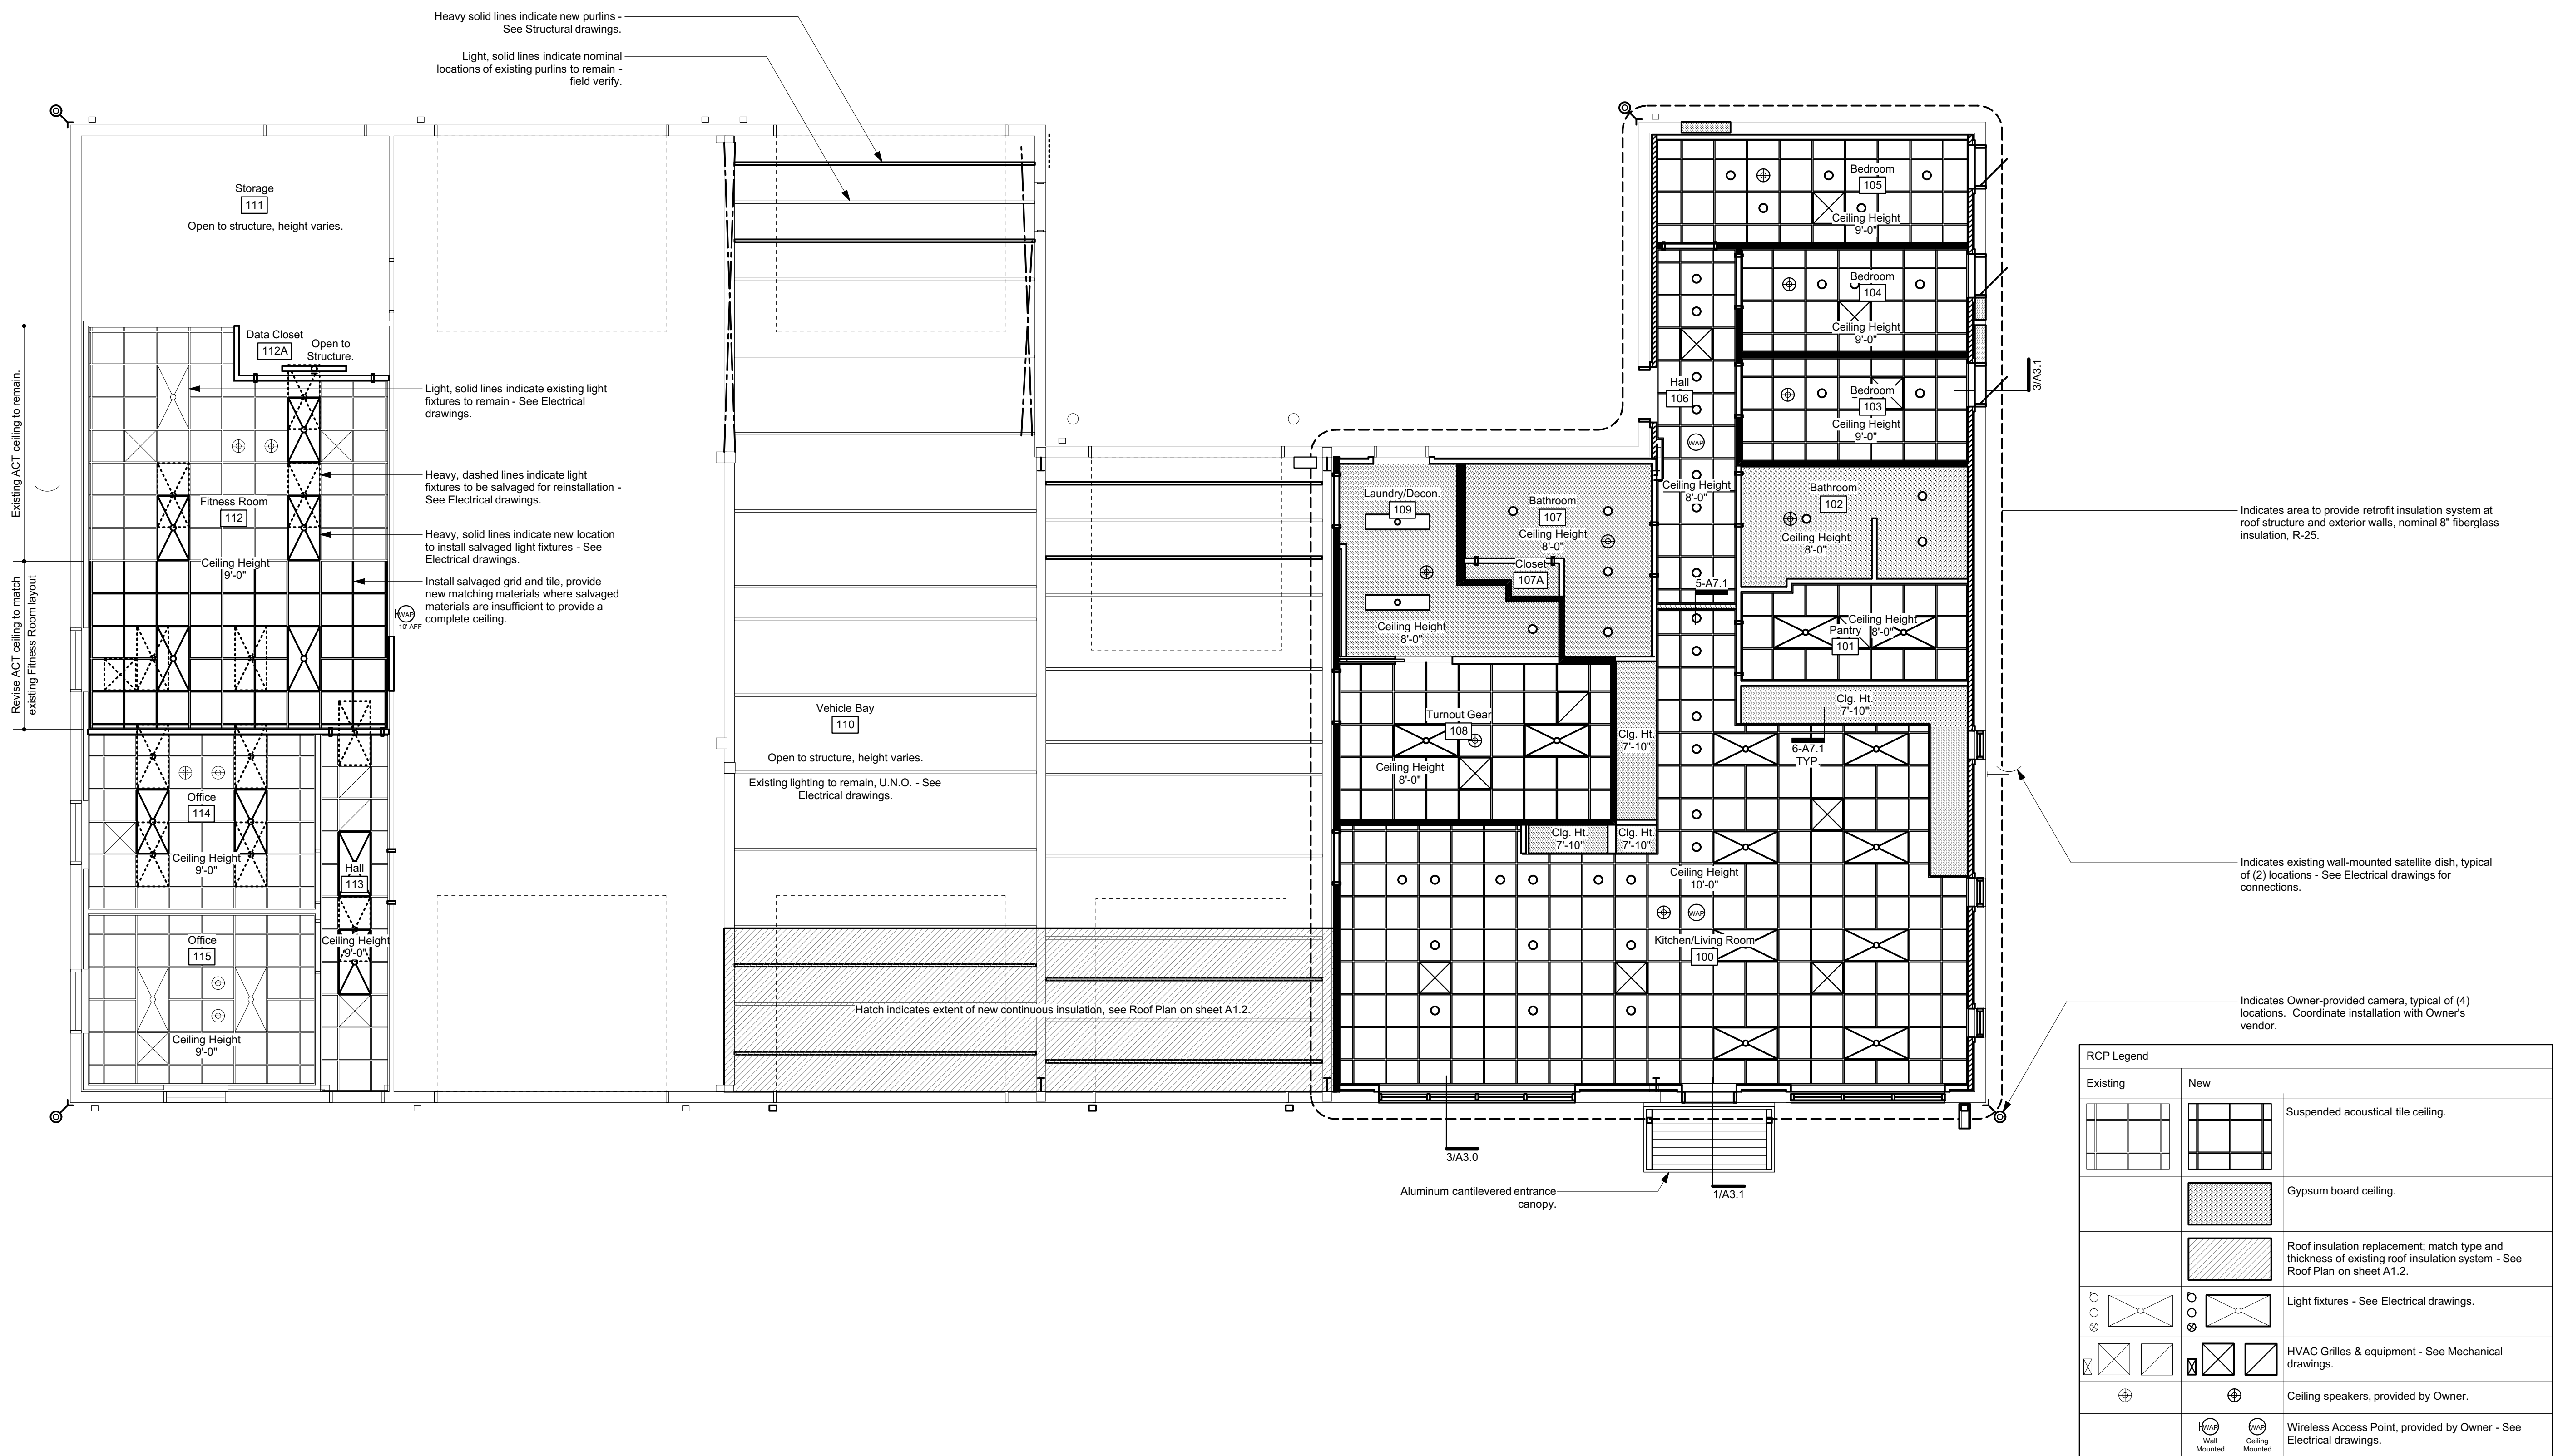 Heavy solid lines indicate new purlins -
See Structural drawings.
Light, solid lines indicate nominal
locations of existing purlins to remain -
field verify.
Storage
111
Open to structure, height varies.
Data Closet
112A
Open to
Structure.
Existing ACT ceiling to remain.
Revise ACT ceiling to match
existing Fitness Room layout
Light, solid lines indicate existing light
fixtures to remain - See Electrical
drawings.
Heavy, dashed lines indicate light
fixtures to be salvaged for reinstallation -
See Electrical drawings.
Fitness Room
112
Heavy, solid lines indicate new location
to install salvaged light fixtures - See
Electrical drawings.
Ceiling Height
9'-0"
Install salvaged grid and tile, provide
new matching materials where salvaged
materials are insufficient to provide a
complete ceiling.
WAP
10' AFF
Office
114
Ceiling Height
9'-0"
Hall
113
Ceiling Height
9'-0"
Office
115
Ceiling Height
9'-0"
Vehicle Bay
110
Open to structure, height varies.
Existing lighting to remain, U.N.O. - See
Electrical drawings.
Hatch indicates extent of new continuous insulation, see Roof Plan on sheet A1.2.
Bedroom
105
Ceiling Height
9'-0"
Bedroom
104
Ceiling Height
9'-0"
Bedroom
103
Ceiling Height
9'-0"
3/A3.1
Hall
106
WAP
Ceiling Height
8'-0"
Laundry/Decon.
109
Ceiling Height
8'-0"
Bathroom
107
Ceiling Height
8'-0"
Closet
107A
Bathroom
102
Ceiling Height
8'-0"
5-A7.1
Ceiling Height
8'-0"
Pantry
101
Clg. Ht.
7'-10"
6-A7.1
TYP
Turnout Gear
108
Ceiling Height
8'-0"
Clg. Ht.
7'-10"
Clg. Ht.
7'-10"
Clg. Ht.
7'-10"
Ceiling Height
10'-0"
WAP
Kitchen/Living Room
100
3/A3.0
1/A3.1
Aluminum cantilevered entrance
canopy.
Indicates area to provide retrofit insulation system at
roof structure and exterior walls, nominal 8" fiberglass
insulation, R-25.
Indicates existing wall-mounted satellite dish, typical
of (2) locations - See Electrical drawings for
connections.
Indicates Owner-provided camera, typical of (4)
locations.  Coordinate installation with Owner's
vendor.
RCP Legend
Existing
New
Suspended acoustical tile ceiling.
Gypsum board ceiling.
Roof insulation replacement; match type and
thickness of existing roof insulation system - See
Roof Plan on sheet A1.2.
Light fixtures - See Electrical drawings.
HVAC Grilles & equipment - See Mechanical
drawings.
Ceiling speakers, provided by Owner.
WAP
Wall
Mounted
WAP
Ceiling
Mounted
Wireless Access Point, provided by Owner - See
Electrical drawings.